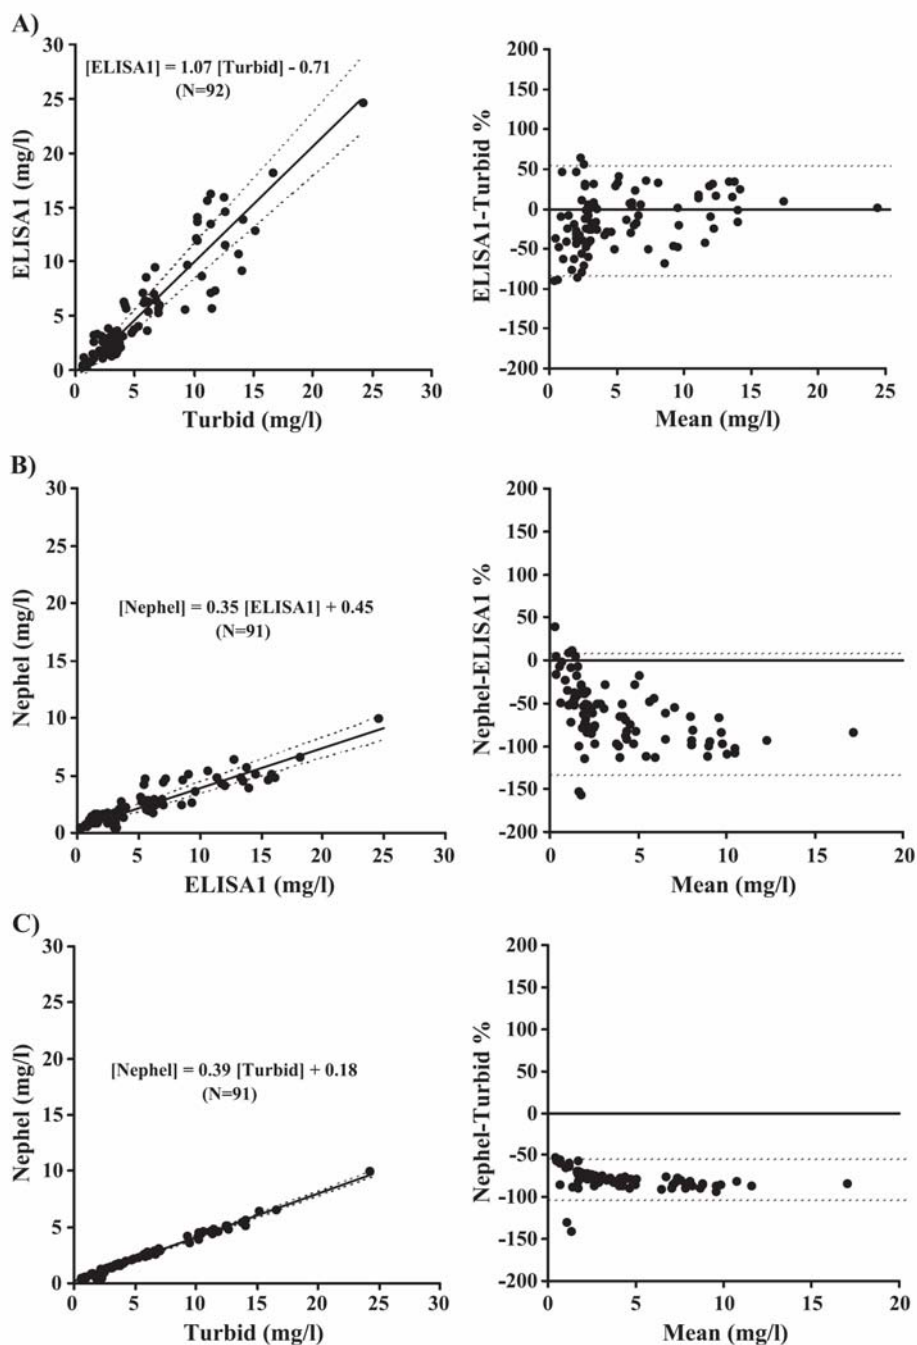 A)
[ELISA1] = 1.07 [Turbid] - 0.71
(N=92)
ELISA1 (mg/l)
30
25
20
15
10
5
0
0 5 10 15 20 25 30
Turbid (mg/l)
ELISA1-Turbid %
200
150
100
50
0
-50
-100
-150
-200
0 5 10 15 20 25
Mean (mg/l)
B)
[Nephel] = 0.35 [ELISA1] + 0.45
(N=91)
Nephel (mg/l)
30
25
20
15
10
5
0
0 5 10 15 20 25 30
ELISA1 (mg/l)
Nephel-ELISA1 %
200
150
100
50
0
-50
-100
-150
-200
0 5 10 15 20
Mean (mg/l)
C)
[Nephel] = 0.39 [Turbid] + 0.18
(N=91)
Nephel (mg/l)
30
25
20
15
10
5
0
0 5 10 15 20 25 30
Turbid (mg/l)
Nephel-Turbid %
200
150
100
50
0
-50
-100
-150
-200
0 5 10 15 20
Mean (mg/l)